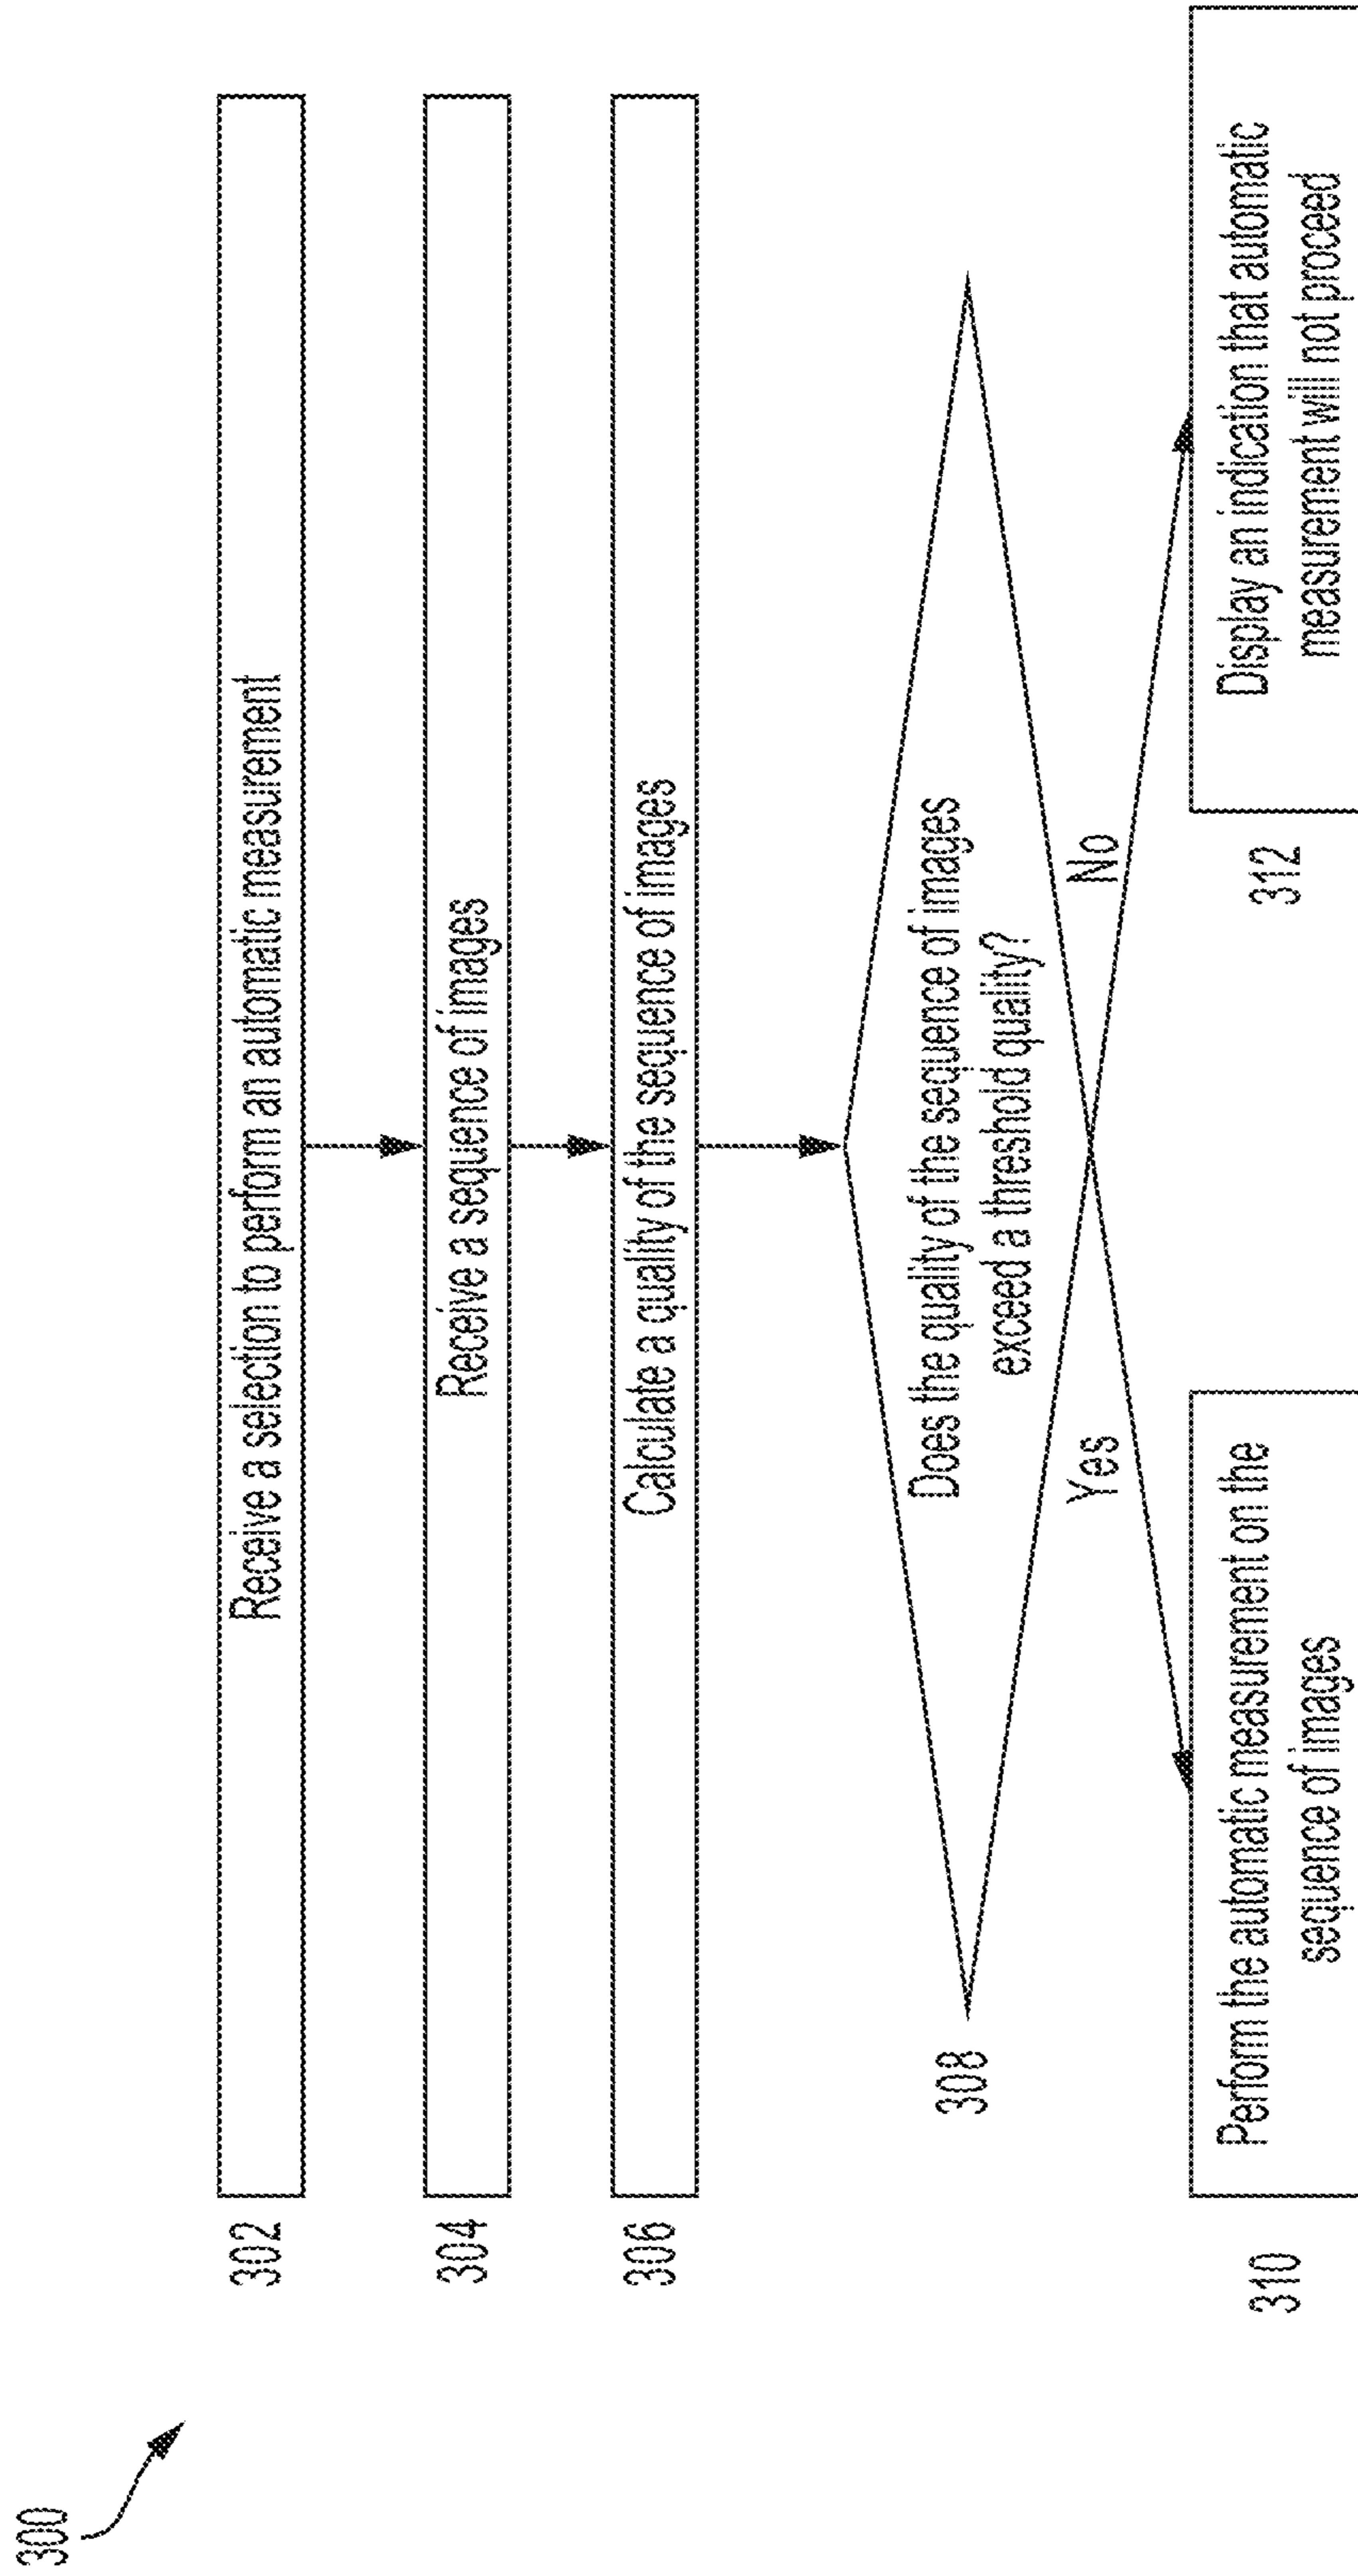 300
302
Receive a selection to perform an automatic measurement
304
Receive a sequence of images
306
Calculate a quality of the sequence of images
308
Does the quality of the sequence of images
exceed a threshold quality?
Yes
No
310
Perform the automatic measurement on the
sequence of images
312
Display an indication that automatic
measurement will not proceed